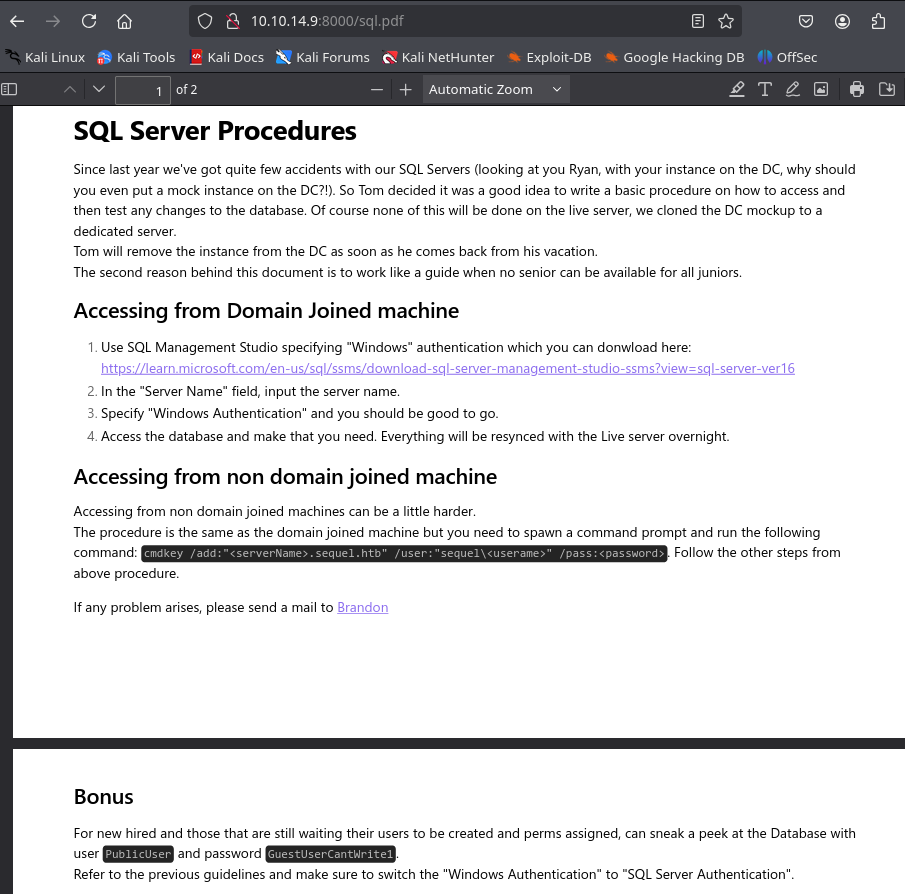 10.10.14.9:8000/sql.pdf
Kali Linux Kali Tools Kali Docs Kali Forums Kali NetHunter Exploit-DB Google Hacking DB OffSec
1 of 2 Automatic Zoom
SQL Server Procedures
Since last year we've got quite few accidents with our SQL Servers (looking at you Ryan, with your instance on the DC, why should
you even put a mock instance on the DC?!). So Tom decided it was a good idea to write a basic procedure on how to access and
then test any changes to the database. Of course none of this will be done on the live server, we cloned the DC mockup to a
dedicated server.
Tom will remove the instance from the DC as soon as he comes back from his vacation.
The second reason behind this document is to work like a guide when no senior can be available for all juniors.
Accessing from Domain Joined machine
1. Use SQL Management Studio specifying "Windows" authentication which you can donwload here:
https://learn.microsoft.com/en-us/sql/ssms/download-sql-server-management-studio-ssms?view=sql-server-ver16
2. In the "Server Name" field, input the server name.
3. Specify "Windows Authentication" and you should be good to go.
4. Access the database and make that you need. Everything will be resynced with the Live server overnight.
Accessing from non domain joined machine
Accessing from non domain joined machines can be a little harder.
The procedure is the same as the domain joined machine but you need to spawn a command prompt and run the following
command: cmdkey /add:"<serverName>.sequel.htb" /user:"sequel\<userame>" /pass:<password>. Follow the other steps from
above procedure.
If any problem arises, please send a mail to Brandon
Bonus
For new hired and those that are still waiting their users to be created and perms assigned, can sneak a peek at the Database with
user PublicUser and password GuestUserCantWrite1.
Refer to the previous guidelines and make sure to switch the "Windows Authentication" to "SQL Server Authentication".